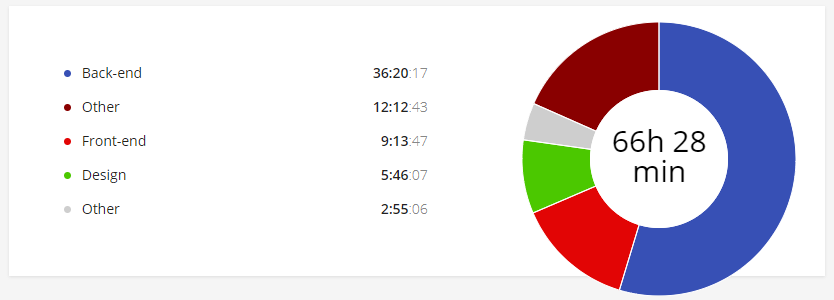 Back-end 36:20:17
Other 12:12:43
Front-end 9:13:47
Design 5:46:07
Other 2:55:06
66h 28
min